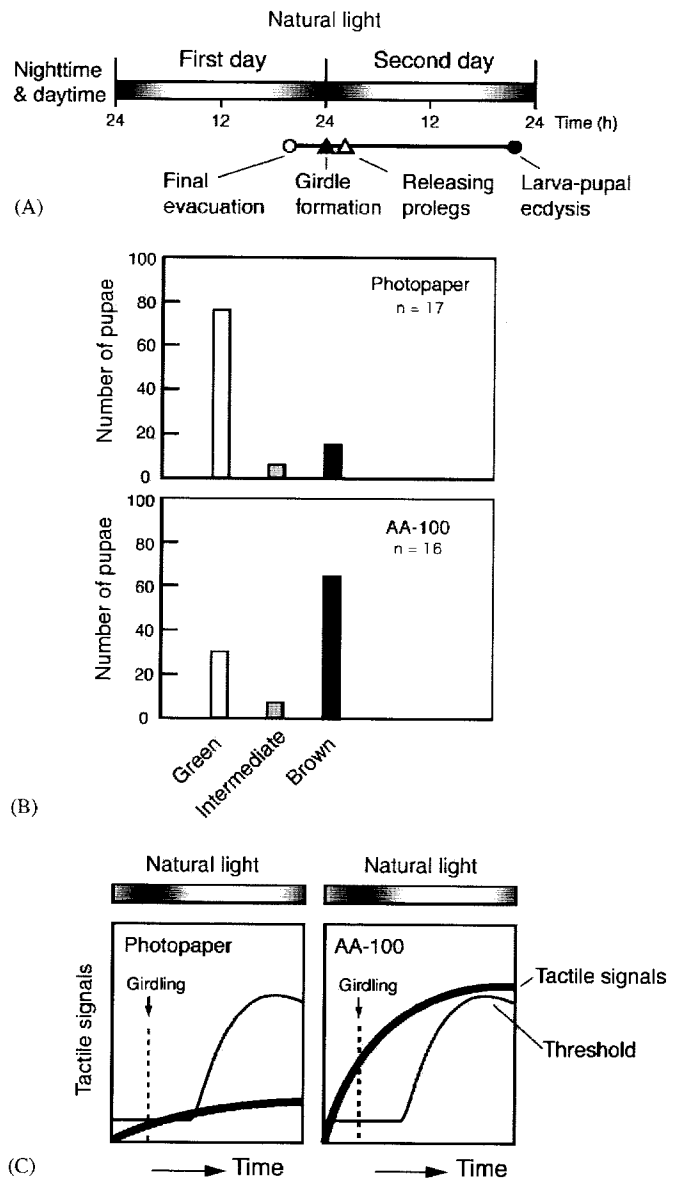 Natural light
First day Second day
Nighttime
& daytime
24 12 24 12 24 Time (h)
Final
evacuation
Girdle
formation
Releasing
prolegs
Larva-pupal
ecdysis
(A)
Number of pupae
100
80
60
40
20
0
Photopaper
n = 17
Number of pupae
100
80
60
40
20
0
AA-100
n = 16
Green
Intermediate
Brown
(B)
Natural light Natural light
Tactile signals
Photopaper
Girdling
AA-100
Girdling
Tactile signals
Threshold
Time Time
(C)